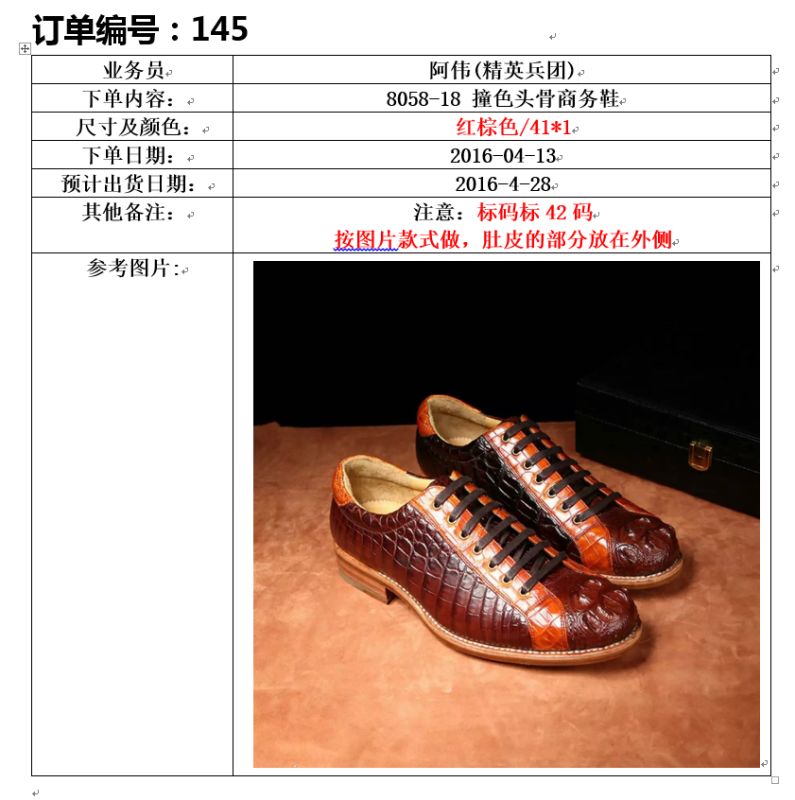 订单编号：145
业务员
阿伟(精英兵团)
下单内容：
8058-18 撞色头骨商务鞋
尺寸及颜色：
红棕色/41*1
下单日期：
2016-04-13
预计出货日期：
2016-4-28
其他备注：
注意：标码标 42 码
按图片款式做，肚皮的部分放在外侧
参考图片: